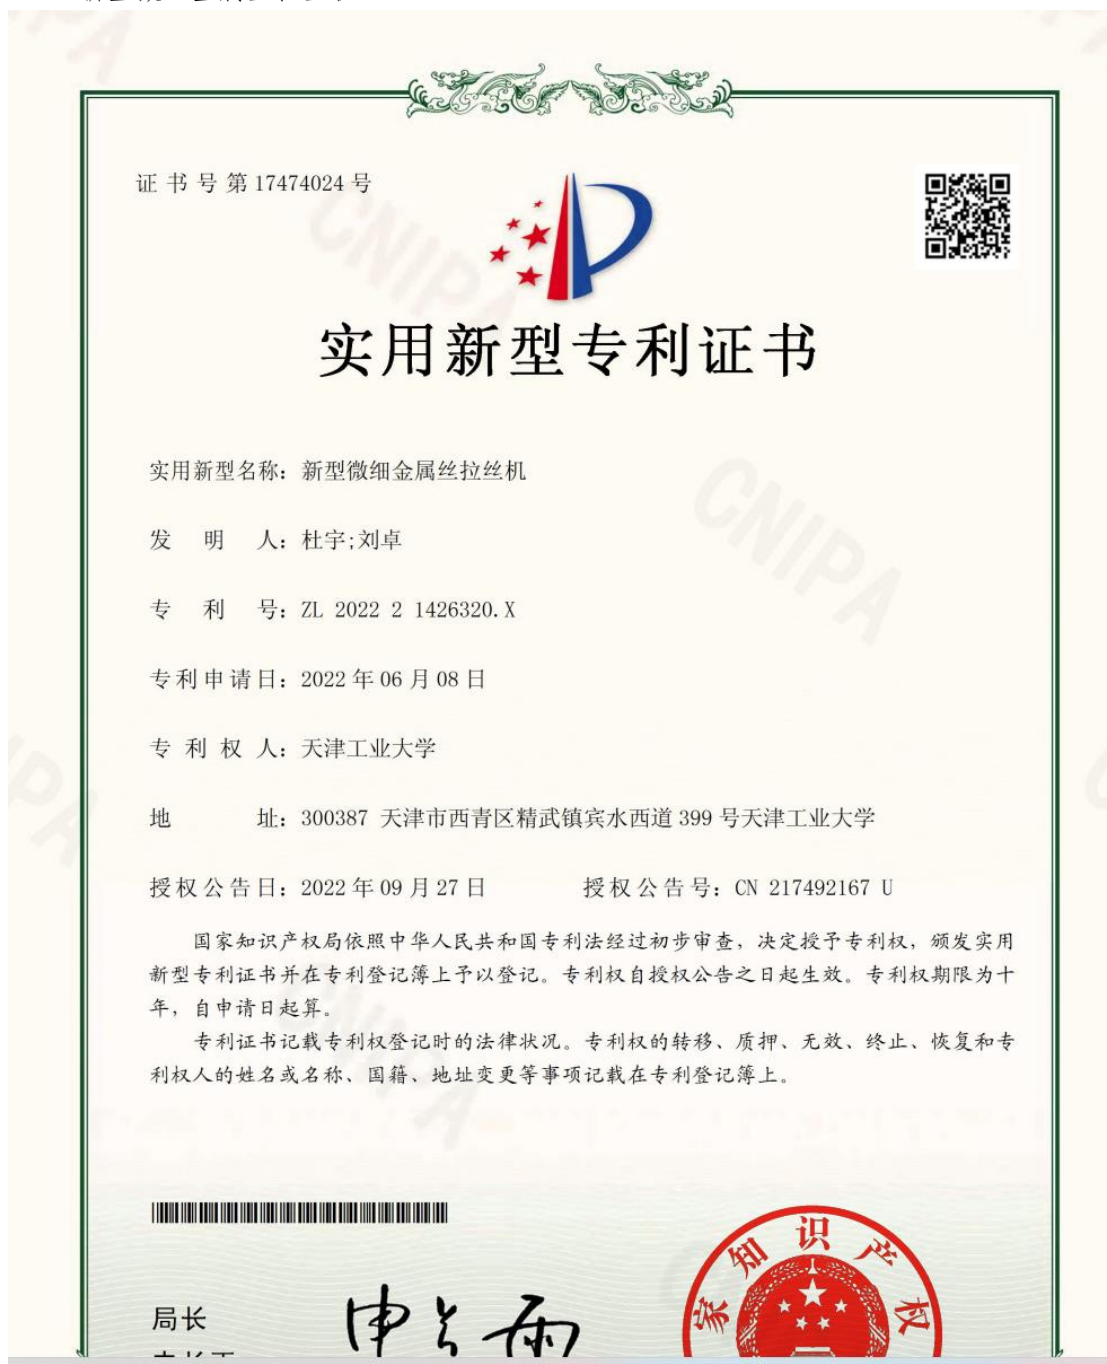 证书号第17474024号
实用新型专利证书
实用新型名称：新型微细金属丝拉丝机
发明人：杜宇;刘卓
专利号：ZL 2022 2 1426320.X
专利申请日：2022年06月08日
专利权人：天津工业大学
地址：300387 天津市西青区精武镇宾水西道399号天津工业大学
授权公告日：2022年09月27日 授权公告号：CN 217492167 U
国家知识产权局依照中华人民共和国专利法经过初步审查，决定授予专利权，颁发实用
新型专利证书并在专利登记簿上予以登记。专利权自授权公告之日起生效。专利权期限为十
年，自申请日起算。
专利证书记载专利权登记时的法律状况。专利权的转移、质押、无效、终止、恢复和专
利权人的姓名或名称、国籍、地址变更等事项记载在专利登记簿上。
局长
申长雨
家知识产权
CNIPA
CNIPA
CNIPA